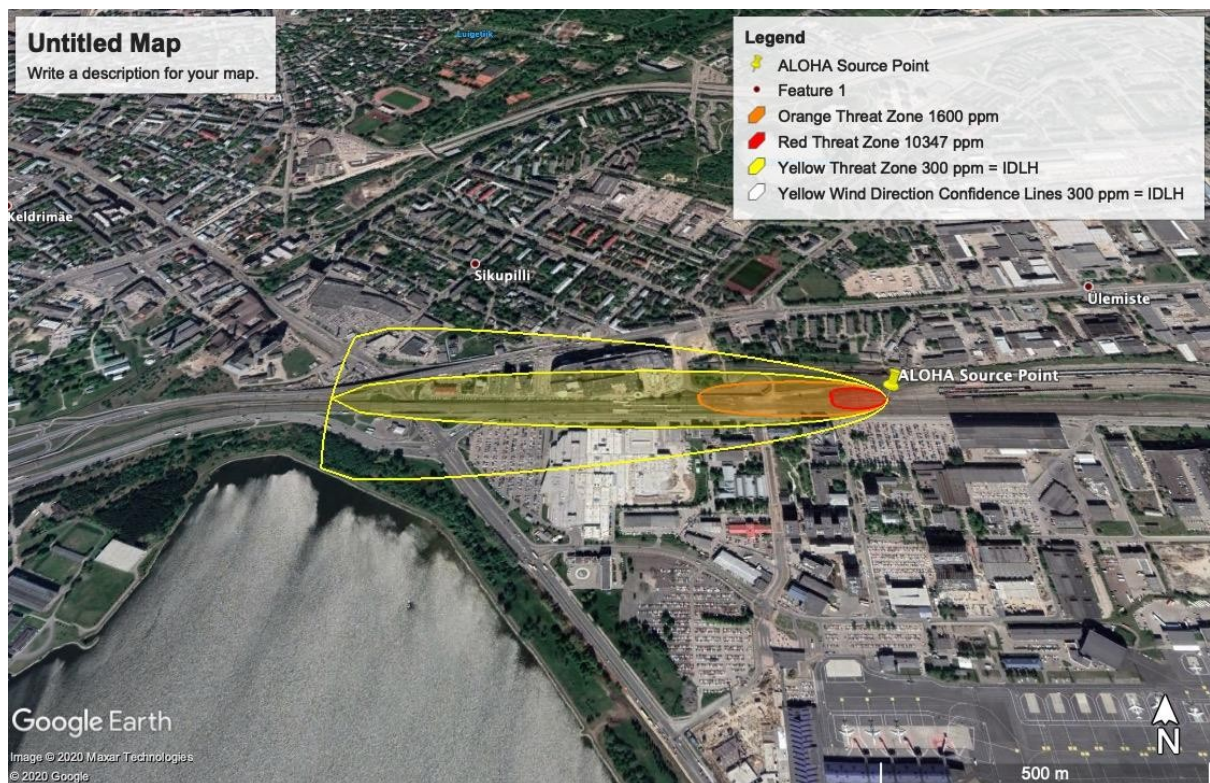 Untitled Map
Write a description for your map.
Luigetiik
Legend
ALOHA Source Point
Feature 1
Orange Threat Zone 1600 ppm
Red Threat Zone 10347 ppm
Yellow Threat Zone 300 ppm = IDLH
Yellow Wind Direction Confidence Lines 300 ppm = IDLH
Keldrimäe
Sikupilli
Ülemiste
ALOHA Source Point
Google Earth
Image © 2020 Maxar Technologies
© 2020 Google
N
500 m